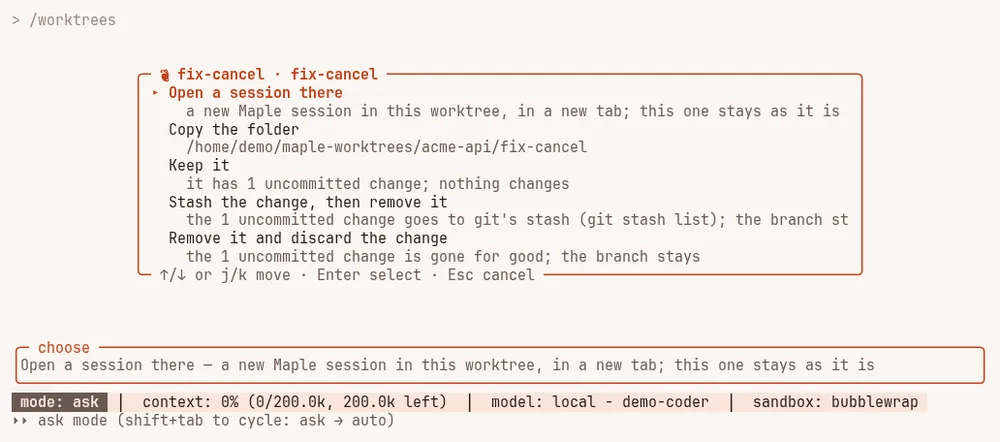 > /worktrees
fix-cancel · fix-cancel
▸ Open a session there
a new Maple session in this worktree, in a new tab; this one stays as it is
Copy the folder
/home/demo/maple-worktrees/acme-api/fix-cancel
Keep it
it has 1 uncommitted change; nothing changes
Stash the change, then remove it
the 1 uncommitted change goes to git's stash (git stash list); the branch st
Remove it and discard the change
the 1 uncommitted change is gone for good; the branch stays
↑/↓ or j/k move · Enter select · Esc cancel
choose
Open a session there — a new Maple session in this worktree, in a new tab; this one stays as it is
mode: ask | context: 0% (0/200.0k, 200.0k left) | model: local - demo-coder | sandbox: bubblewrap
▸▸ ask mode (shift+tab to cycle: ask → auto)